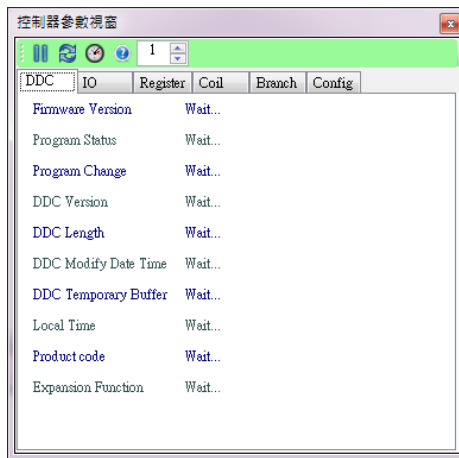 控制器參數視窗
1
DDC IO Register Coil Branch Config
Firmware Version Wait...
Program Status Wait...
Program Change Wait...
DDC Version Wait...
DDC Length Wait...
DDC Modify Date Time Wait...
DDC Temporary Buffer Wait...
Local Time Wait...
Product code Wait...
Expansion Function Wait...